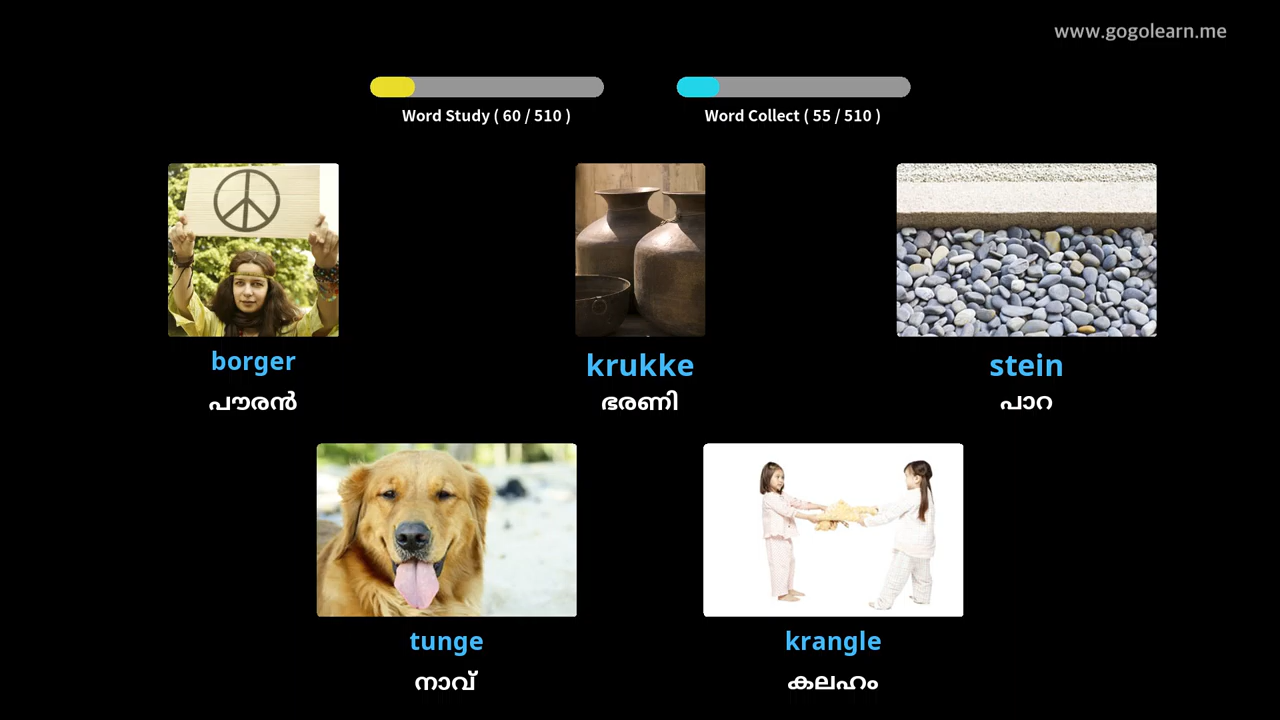 www.gogolearn.me
Word Study ( 60 / 510 )
Word Collect ( 55 / 510 )
borger
krukke
stein
പൗരൻ
ഭരണി
പാറ
tunge
krangle
നാവ്
കലഹം